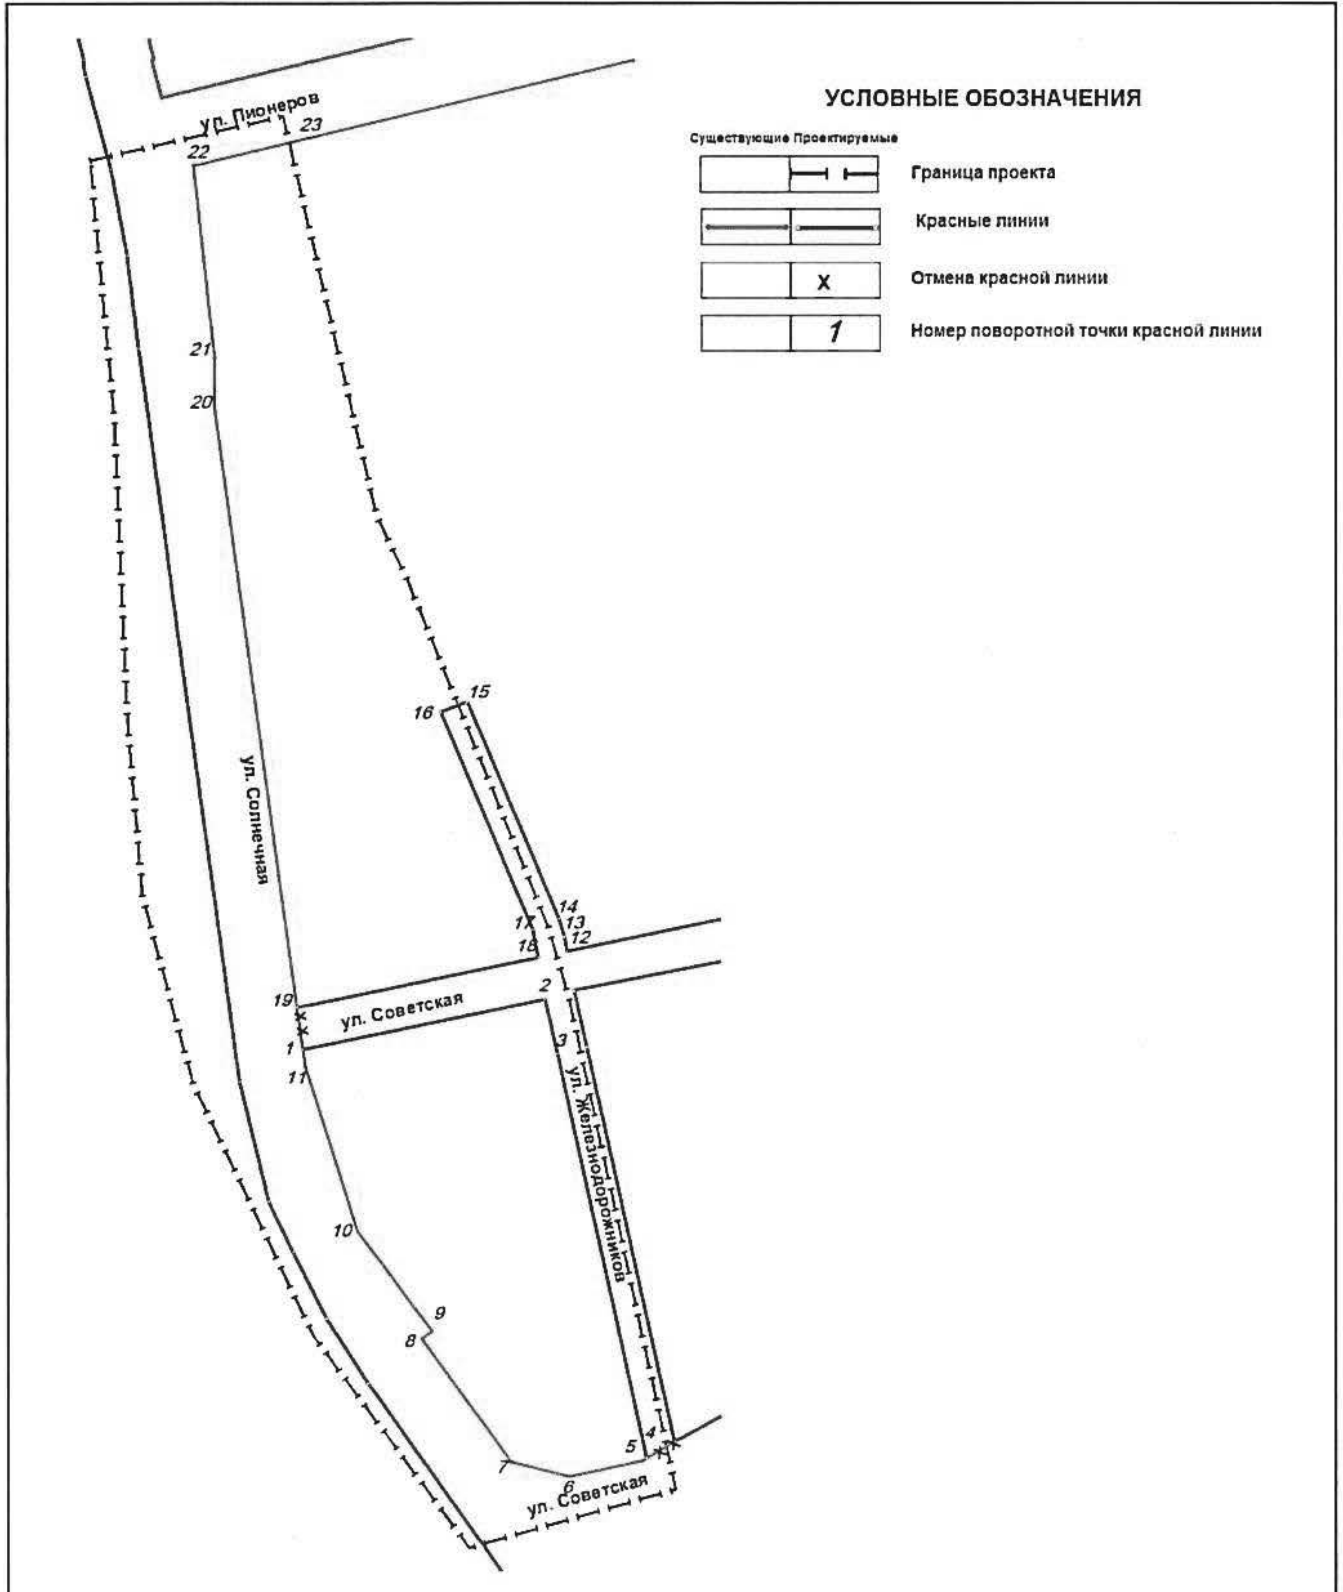 УСЛОВНЫЕ ОБОЗНАЧЕНИЯ
Существующие Проектируемые
Граница проекта
Красные линии
X Отмена красной линии
1 Номер поворотной точки красной линии
ул. Пионеров
23
22
21
20
15
16
ул. Солнечная
14
17
13
12
18
2
19
ул. Советская
3
1
11
ул. Железнодорожников
10
9
8
4
5
7
6
ул. Советская